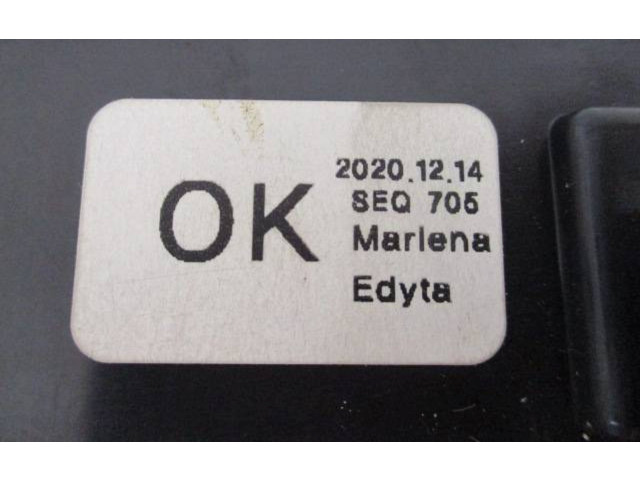 OK
2020.12.14
SEQ 705
Marlena
Edyta